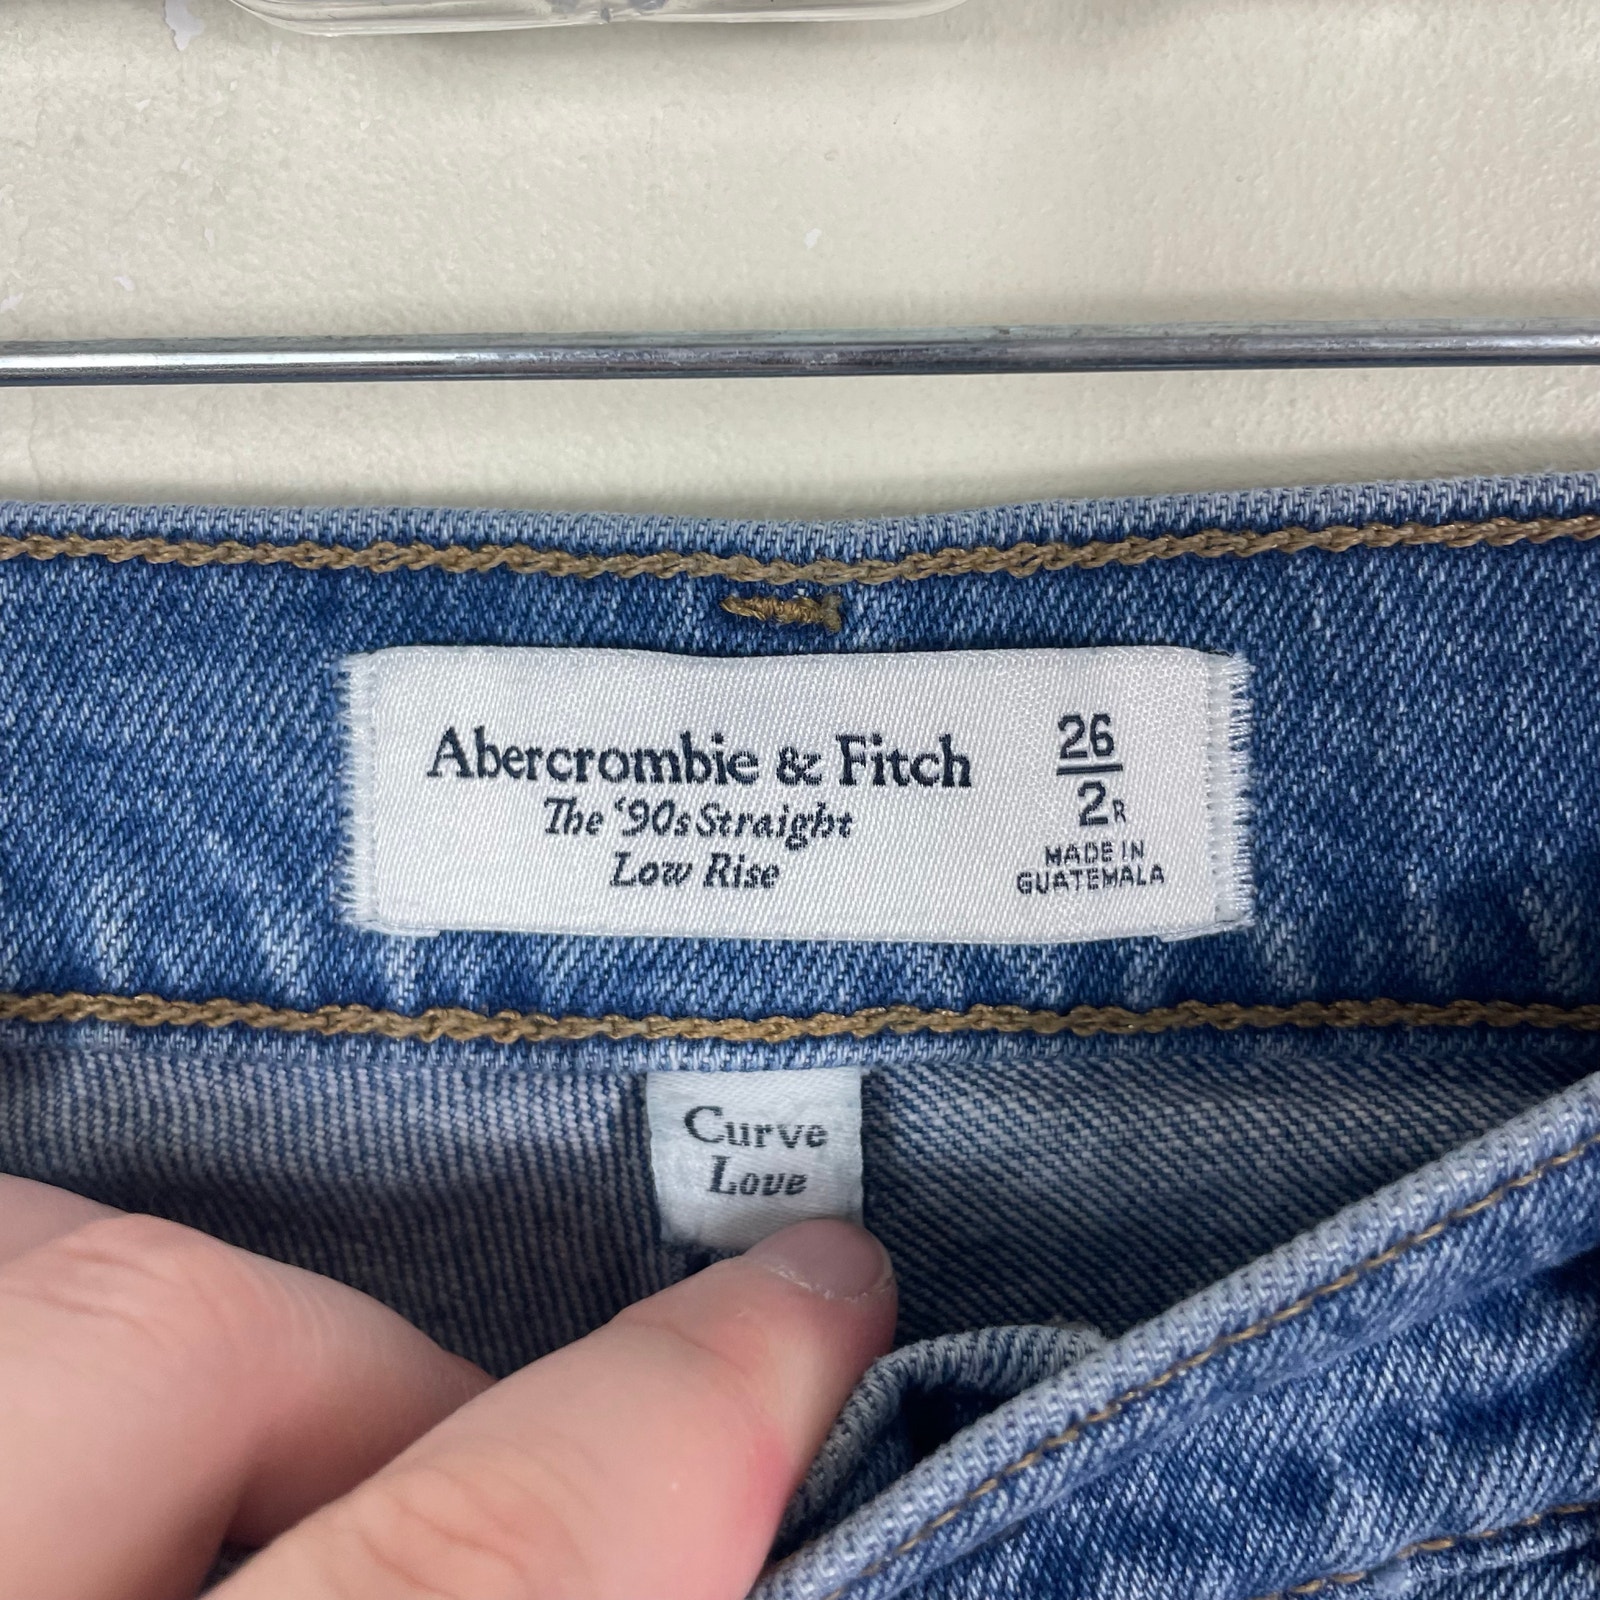 Abercrombie & Fitch
The '90s Straight
Low Rise
26
2R
MADE IN
GUATEMALA
Curve
Love